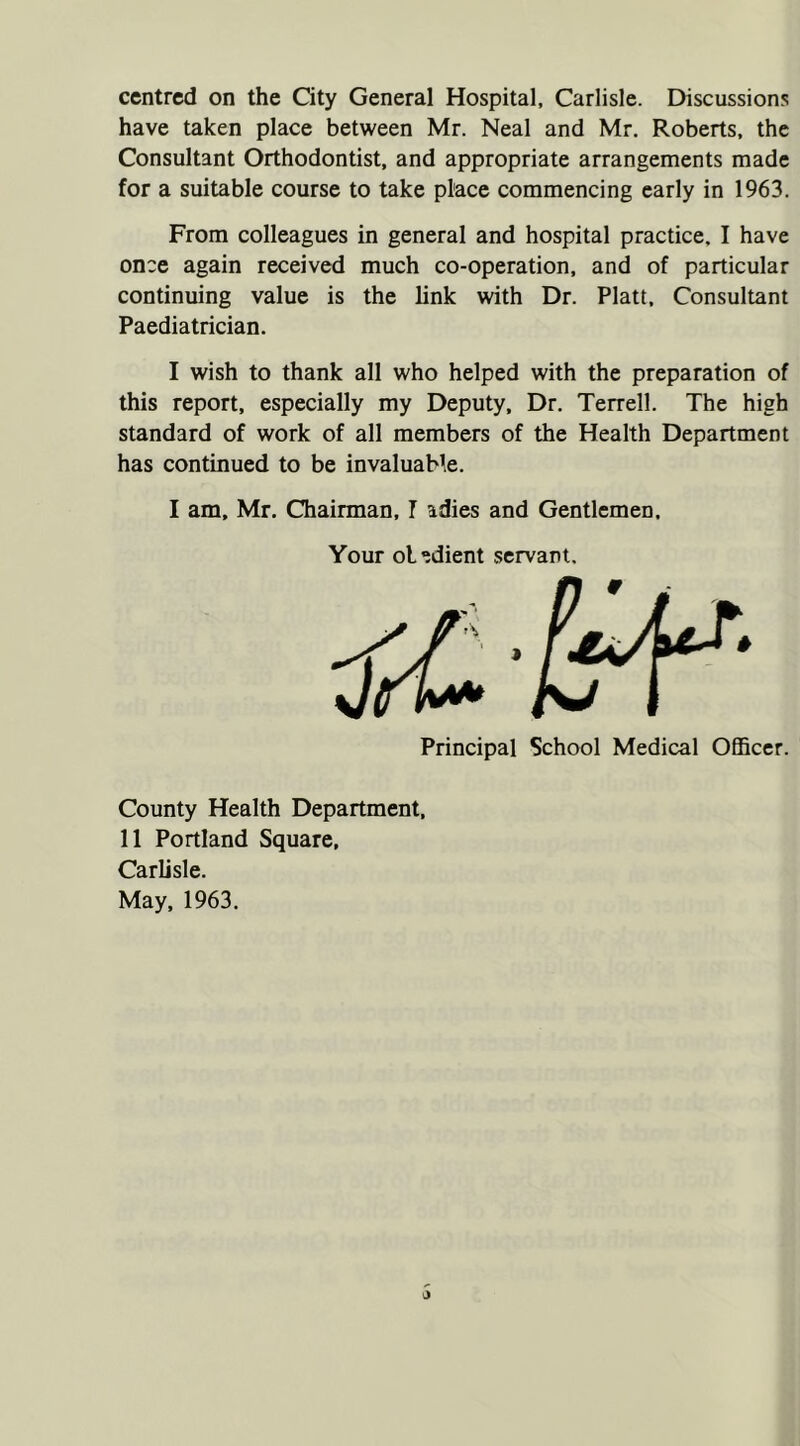 centred on the City General Hospital, Carlisle. Discussions
have taken place between Mr. Neal and Mr. Roberts, the
Consultant Orthodontist, and appropriate arrangements made
for a suitable course to take place commencing early in 1963.
From colleagues in general and hospital practice, I have
once again received much co-operation, and of particular
continuing value is the link with Dr. Platt, Consultant
Paediatrician.
I wish to thank all who helped with the preparation of
this report, especially my Deputy, Dr. Terrell. The high
standard of work of all members of the Health Department
has continued to be invaluable.
I am, Mr. Chairman, Ladies and Gentlemen,
Your obedient servant,
Principal School Medical Officer.
County Health Department,
11 Portland Square,
Carlisle.
May, 1963.